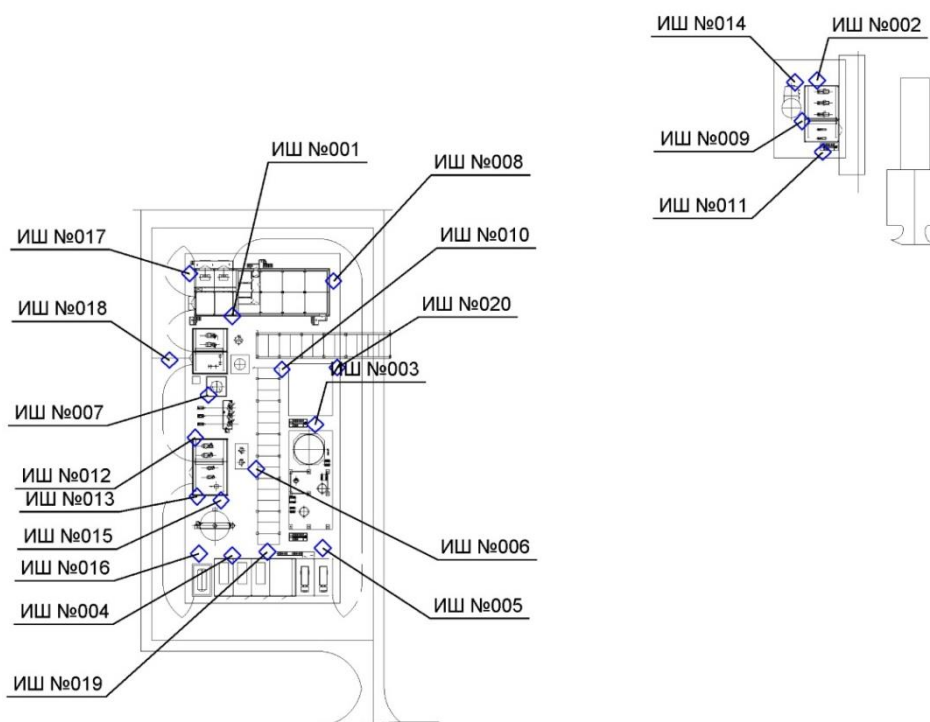 ИШ №014
ИШ №002
ИШ №009
ИШ №001
ИШ №008
ИШ №011
ИШ №017
ИШ №010
ИШ №018
ИШ №020
ИШ №003
ИШ №007
ИШ №012
ИШ №013
ИШ №015
ИШ №006
ИШ №016
ИШ №004
ИШ №005
ИШ №019